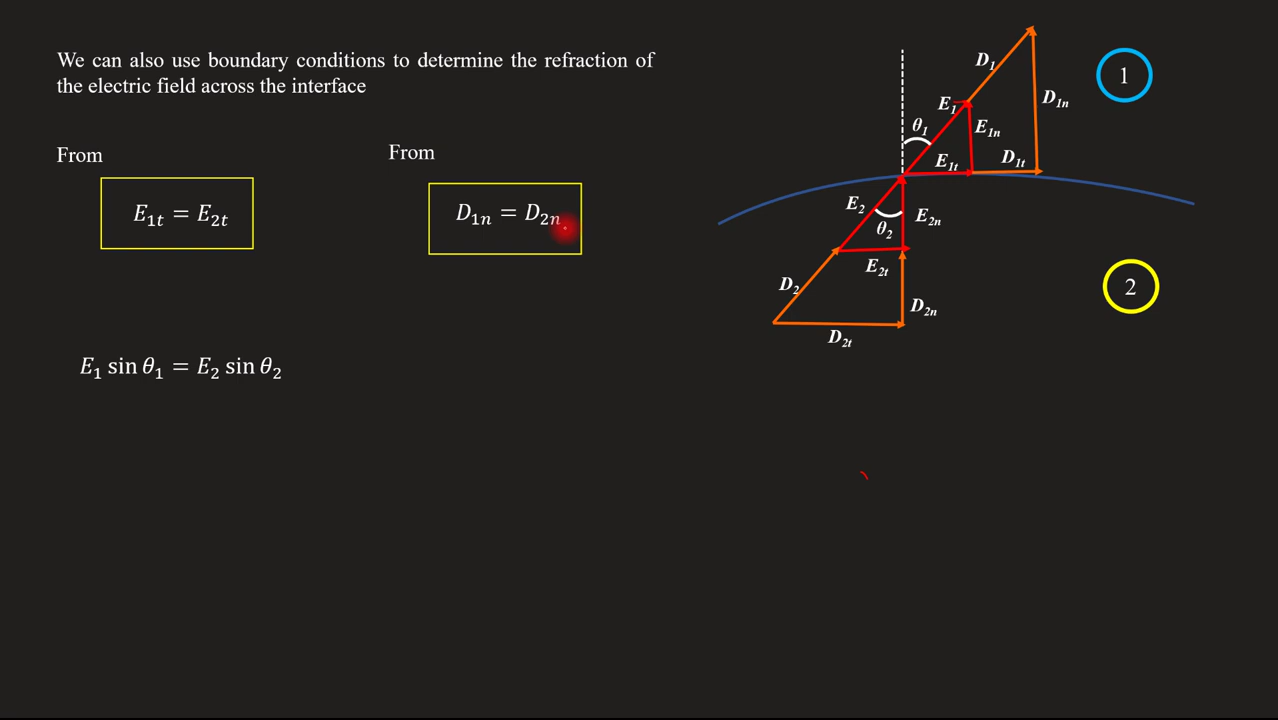 We can also use boundary conditions to determine the refraction of
the electric field across the interface
From
E₁ₜ = E₂ₜ
From
D₁ₙ = D₂ₙ
E₁ sin θ₁ = E₂ sin θ₂
D₁
1
E₁
D₁ₙ
θ₁
E₁ₙ
E₁ₜ
D₁ₜ
E₂
E₂ₙ
θ₂
E₂ₜ
D₂
2
D₂ₙ
D₂ₜ